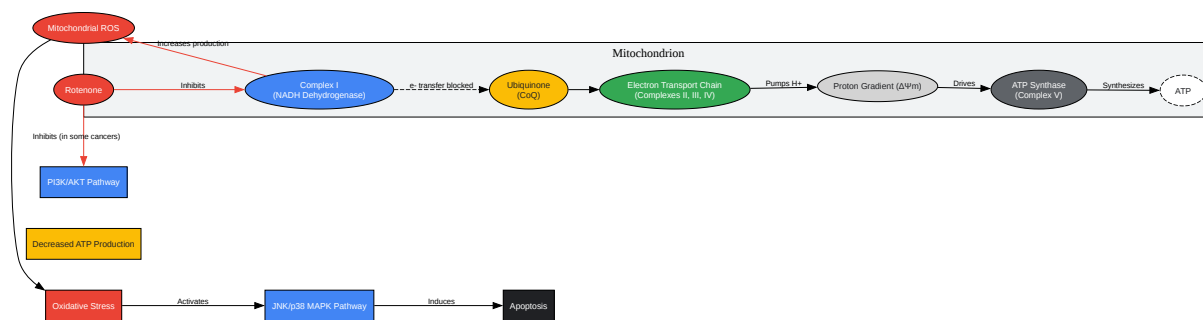 Mitochondrial ROS
Increases production
Mitochondrion
Rotenone
Inhibits
Complex I
(NADH Dehydrogenase)
e- transfer blocked
Ubiquinone
(CoQ)
Electron Transport Chain
(Complexes II, III, IV)
Pumps H+
Proton Gradient (ΔΨm)
Drives
ATP Synthase
(Complex V)
Synthesizes
ATP
Inhibits (in some cancers)
PI3K/AKT Pathway
Decreased ATP Production
Oxidative Stress
Activates
JNK/p38 MAPK Pathway
Induces
Apoptosis